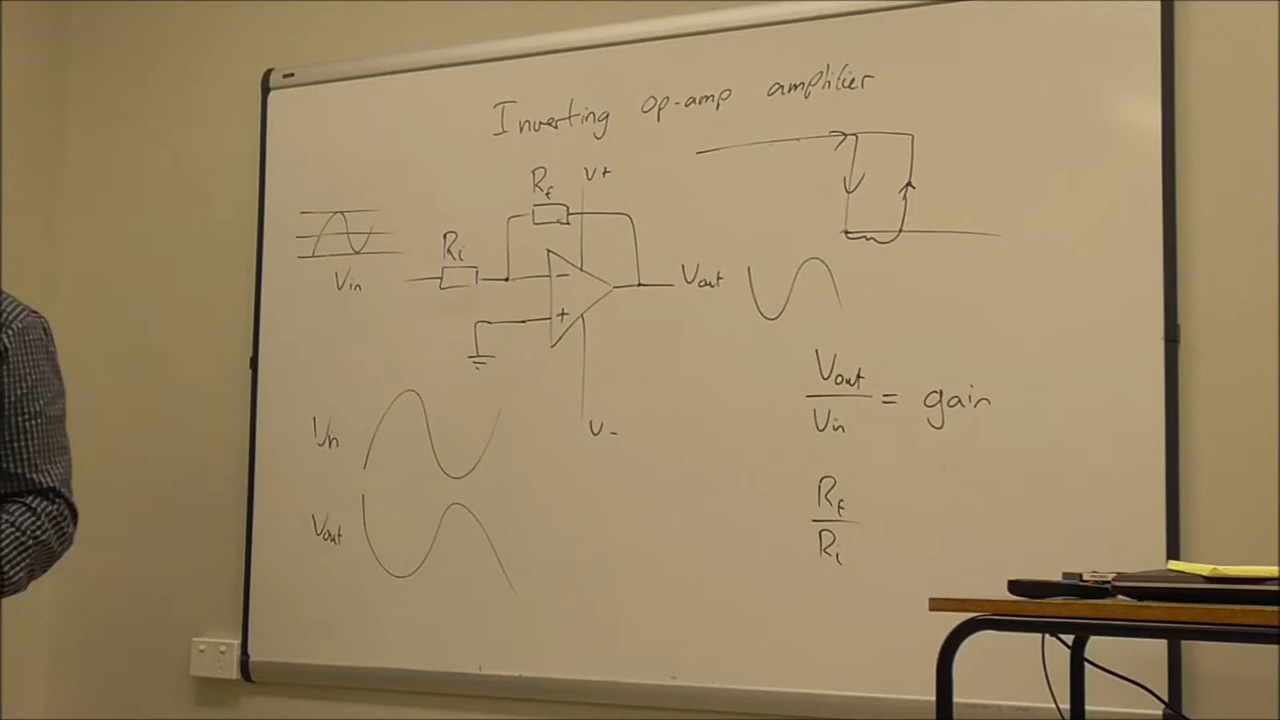 Inverting op-amp amplifier
Rf V+
Ri
Vin
-
Vout
+
V-
Vin
Vout
Vout
Vin
= gain
Rf
Ri